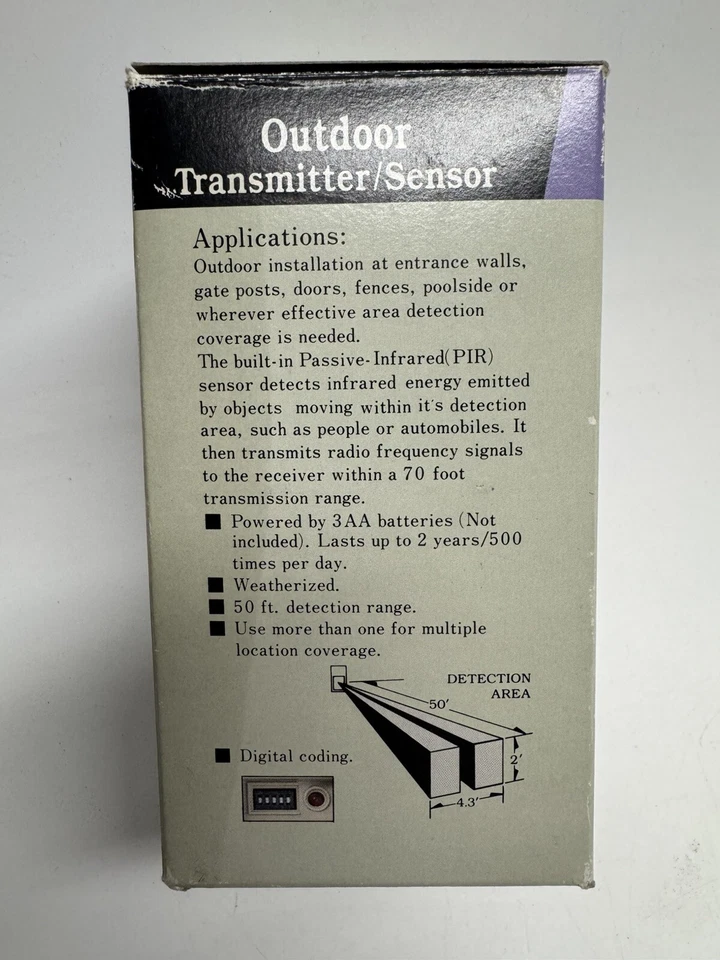 Outdoor
Transmitter/Sensor
Applications:
Outdoor installation at entrance walls,
gate posts, doors, fences, poolside or
wherever effective area detection
coverage is needed.
The built-in Passive-Infrared(PIR)
sensor detects infrared energy emitted
by objects moving within it's detection
area, such as people or automobiles. It
then transmits radio frequency signals
to the receiver within a 70 foot
transmission range.
■ Powered by 3AA batteries (Not
included). Lasts up to 2 years/500
times per day.
■ Weatherized.
■ 50 ft. detection range.
■ Use more than one for multiple
location coverage.
DETECTION
AREA
50'
2'
4.3'
■ Digital coding.